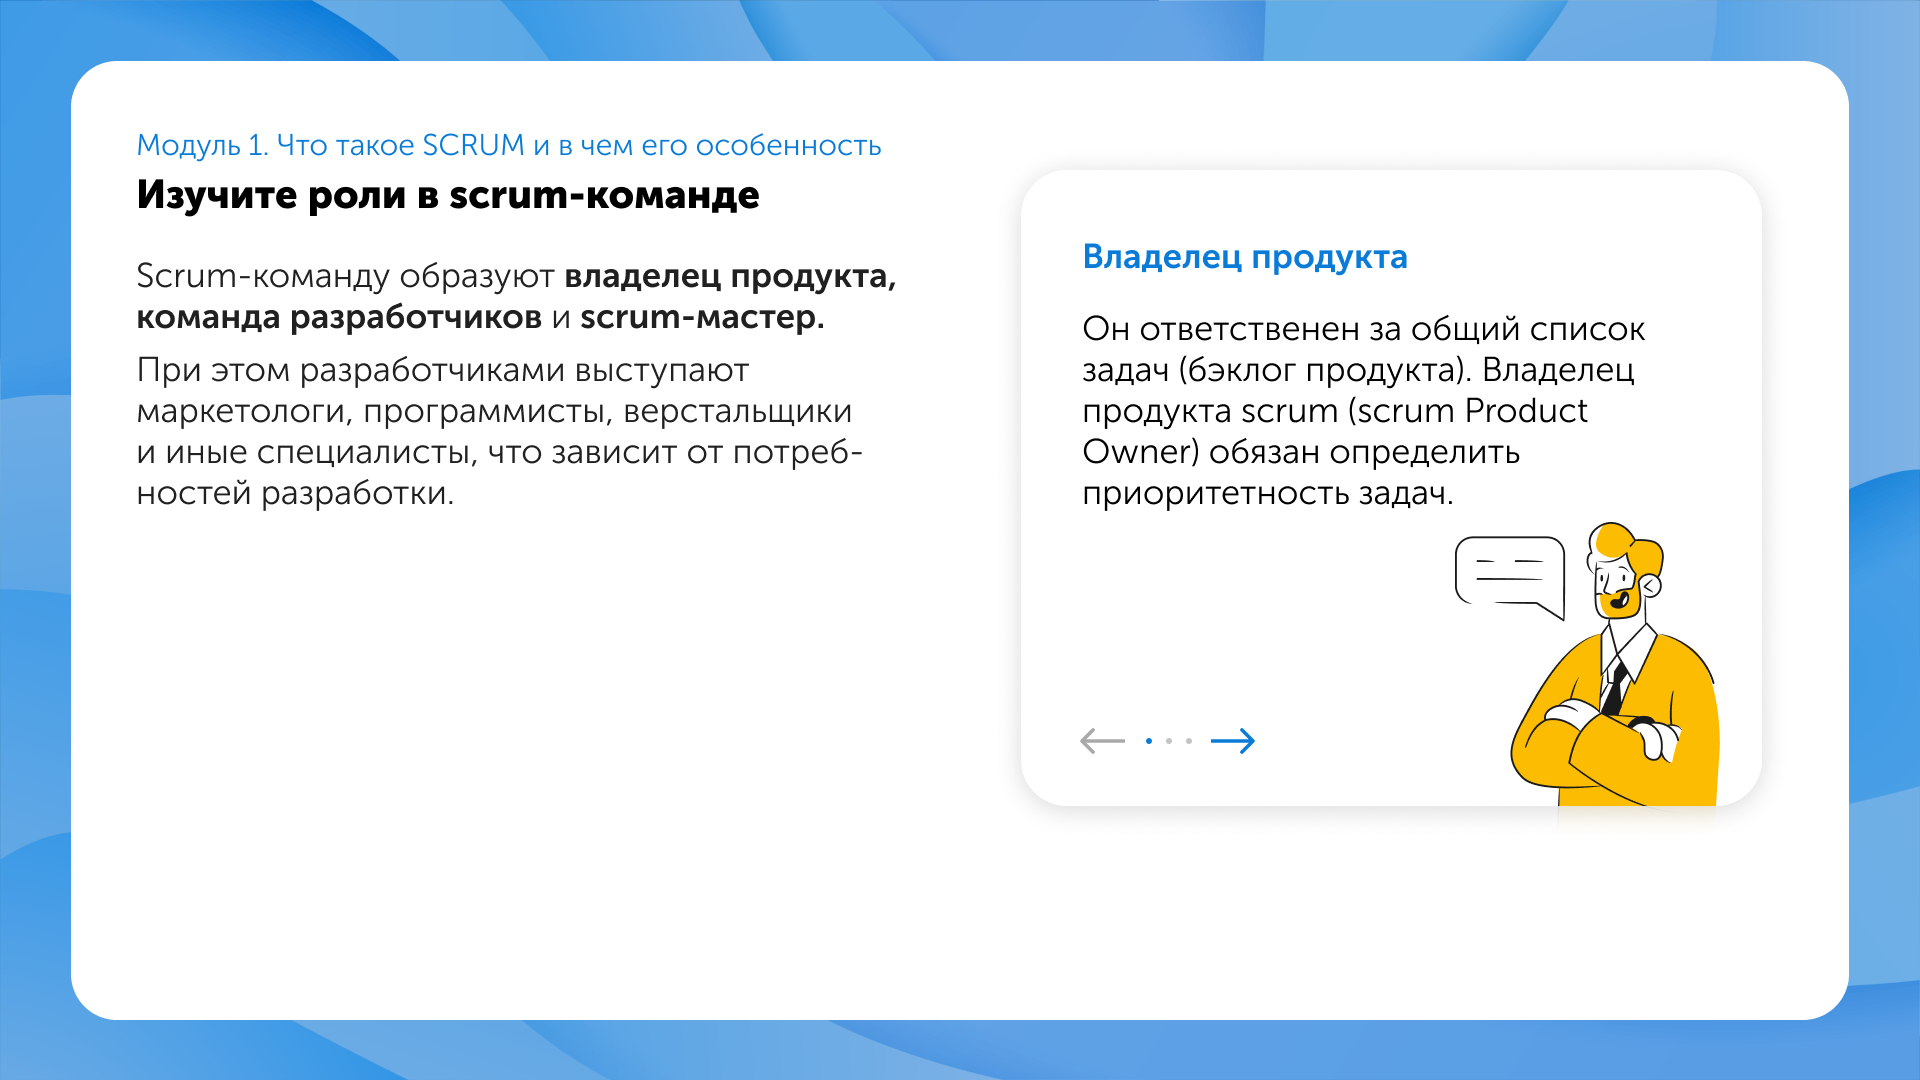 Модуль 1. Что такое SCRUM и в чем его особенность
Изучите роли в scrum-команде
Scrum-команду образуют владелец продукта,
команда разработчиков и scrum-мастер.
При этом разработчиками выступают
маркетологи, программисты, верстальщики
и иные специалисты, что зависит от потреб-
ностей разработки.
Владелец продукта
Он ответственен за общий список
задач (бэклог продукта). Владелец
продукта scrum (scrum Product
Owner) обязан определить
приоритетность задач.